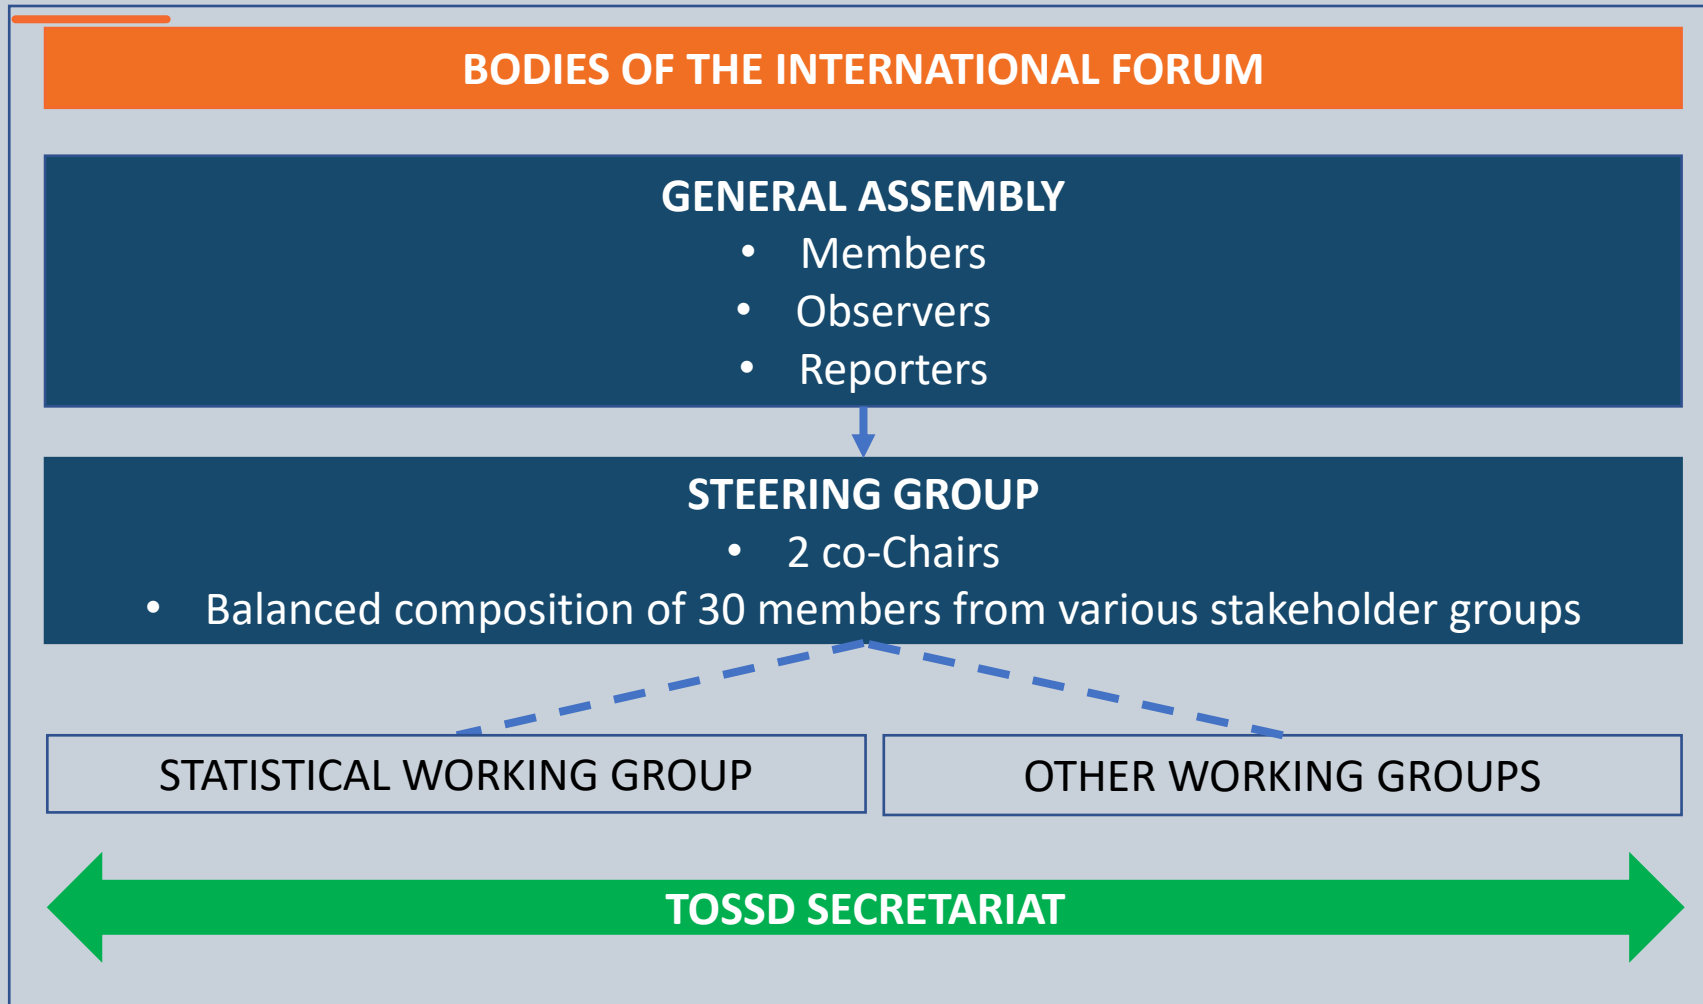 BODIES OF THE INTERNATIONAL FORUM
GENERAL ASSEMBLY
• Members
• Observers
• Reporters
STEERING GROUP
• 2 co-Chairs
• Balanced composition of 30 members from various stakeholder groups
STATISTICAL WORKING GROUP
OTHER WORKING GROUPS
TOSSD SECRETARIAT